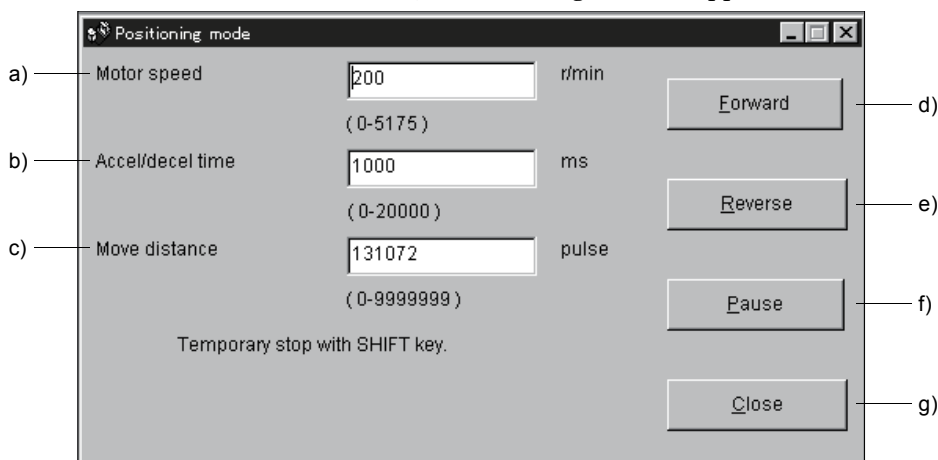 Positioning mode
a) Motor speed 200 r/min
(0-5175)
Forward d)
b) Accel/decel time 1000 ms
(0-20000)
Reverse e)
c) Move distance 131072 pulse
(0-9999999)
Pause f)
Temporary stop with SHIFT key.
Close g)